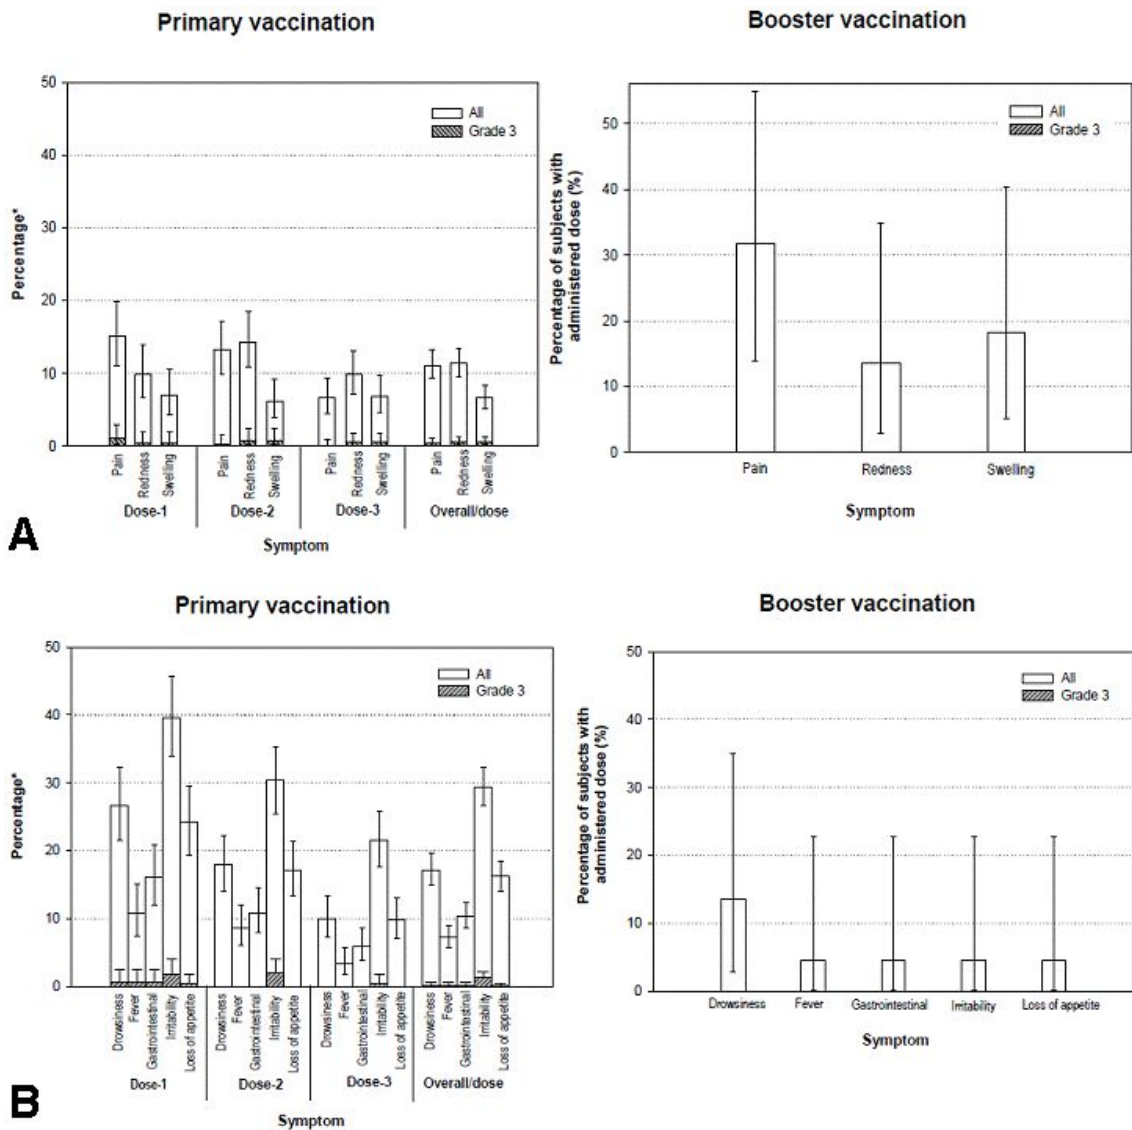 Primary vaccination
Booster vaccination
50
40
30
20
10
0
Percentage*
All
Grade 3
Pain
Redness
Swelling
Pain
Redness
Swelling
Pain
Redness
Swelling
Pain
Redness
Swelling
Dose-1
Dose-2
Dose-3
Overall/dose
Symptom
50
40
30
20
10
0
Percentage of subjects with
administered dose (%)
All
Grade 3
Pain
Redness
Swelling
Symptom
A
Primary vaccination
Booster vaccination
50
40
30
20
10
0
Percentage*
All
Grade 3
Drowsiness
Fever
Gastrointestinal
Irritability
Loss of appetite
Drowsiness
Fever
Gastrointestinal
Irritability
Loss of appetite
Drowsiness
Fever
Gastrointestinal
Irritability
Loss of appetite
Drowsiness
Fever
Gastrointestinal
Irritability
Loss of appetite
Dose-1
Dose-2
Dose-3
Overall/dose
Symptom
50
40
30
20
10
0
Percentage of subjects with
administered dose (%)
All
Grade 3
Drowsiness
Fever
Gastrointestinal
Irritability
Loss of appetite
Symptom
B